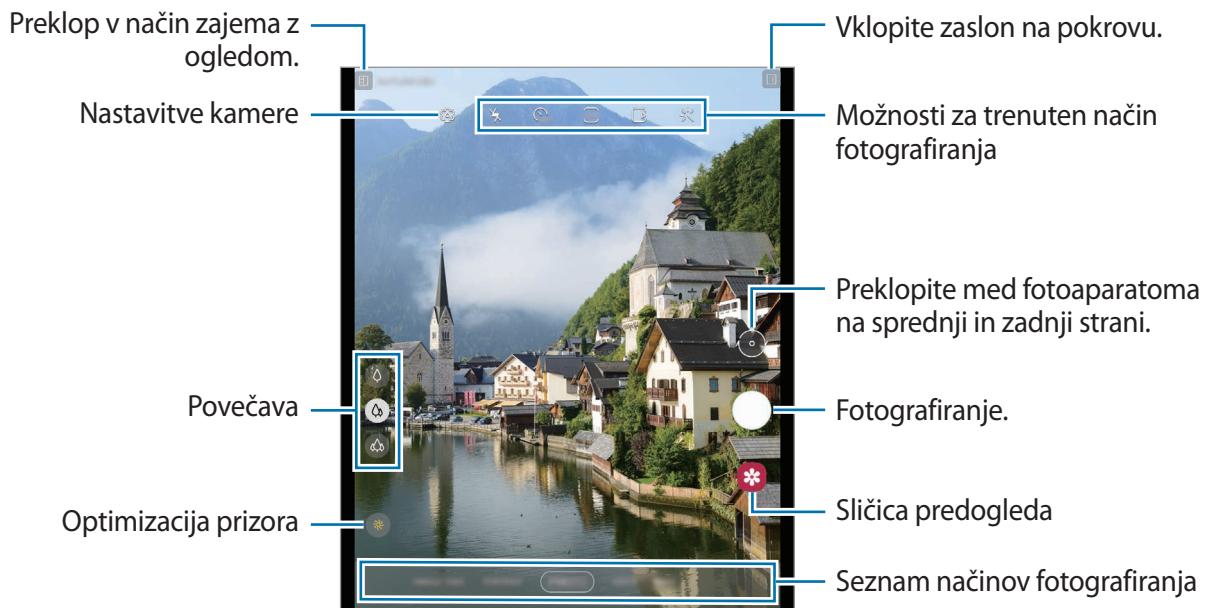 Preklop v način zajema z
ogledom.
Nastavitve kamere
Povečava
Optimizacija prizora
Vklopite zaslon na pokrovu.
Možnosti za trenuten način
fotografiranja
Preklopite med fotoaparatoma
na sprednji in zadnji strani.
Fotografiranje.
Sličica predogleda
Seznam načinov fotografiranja